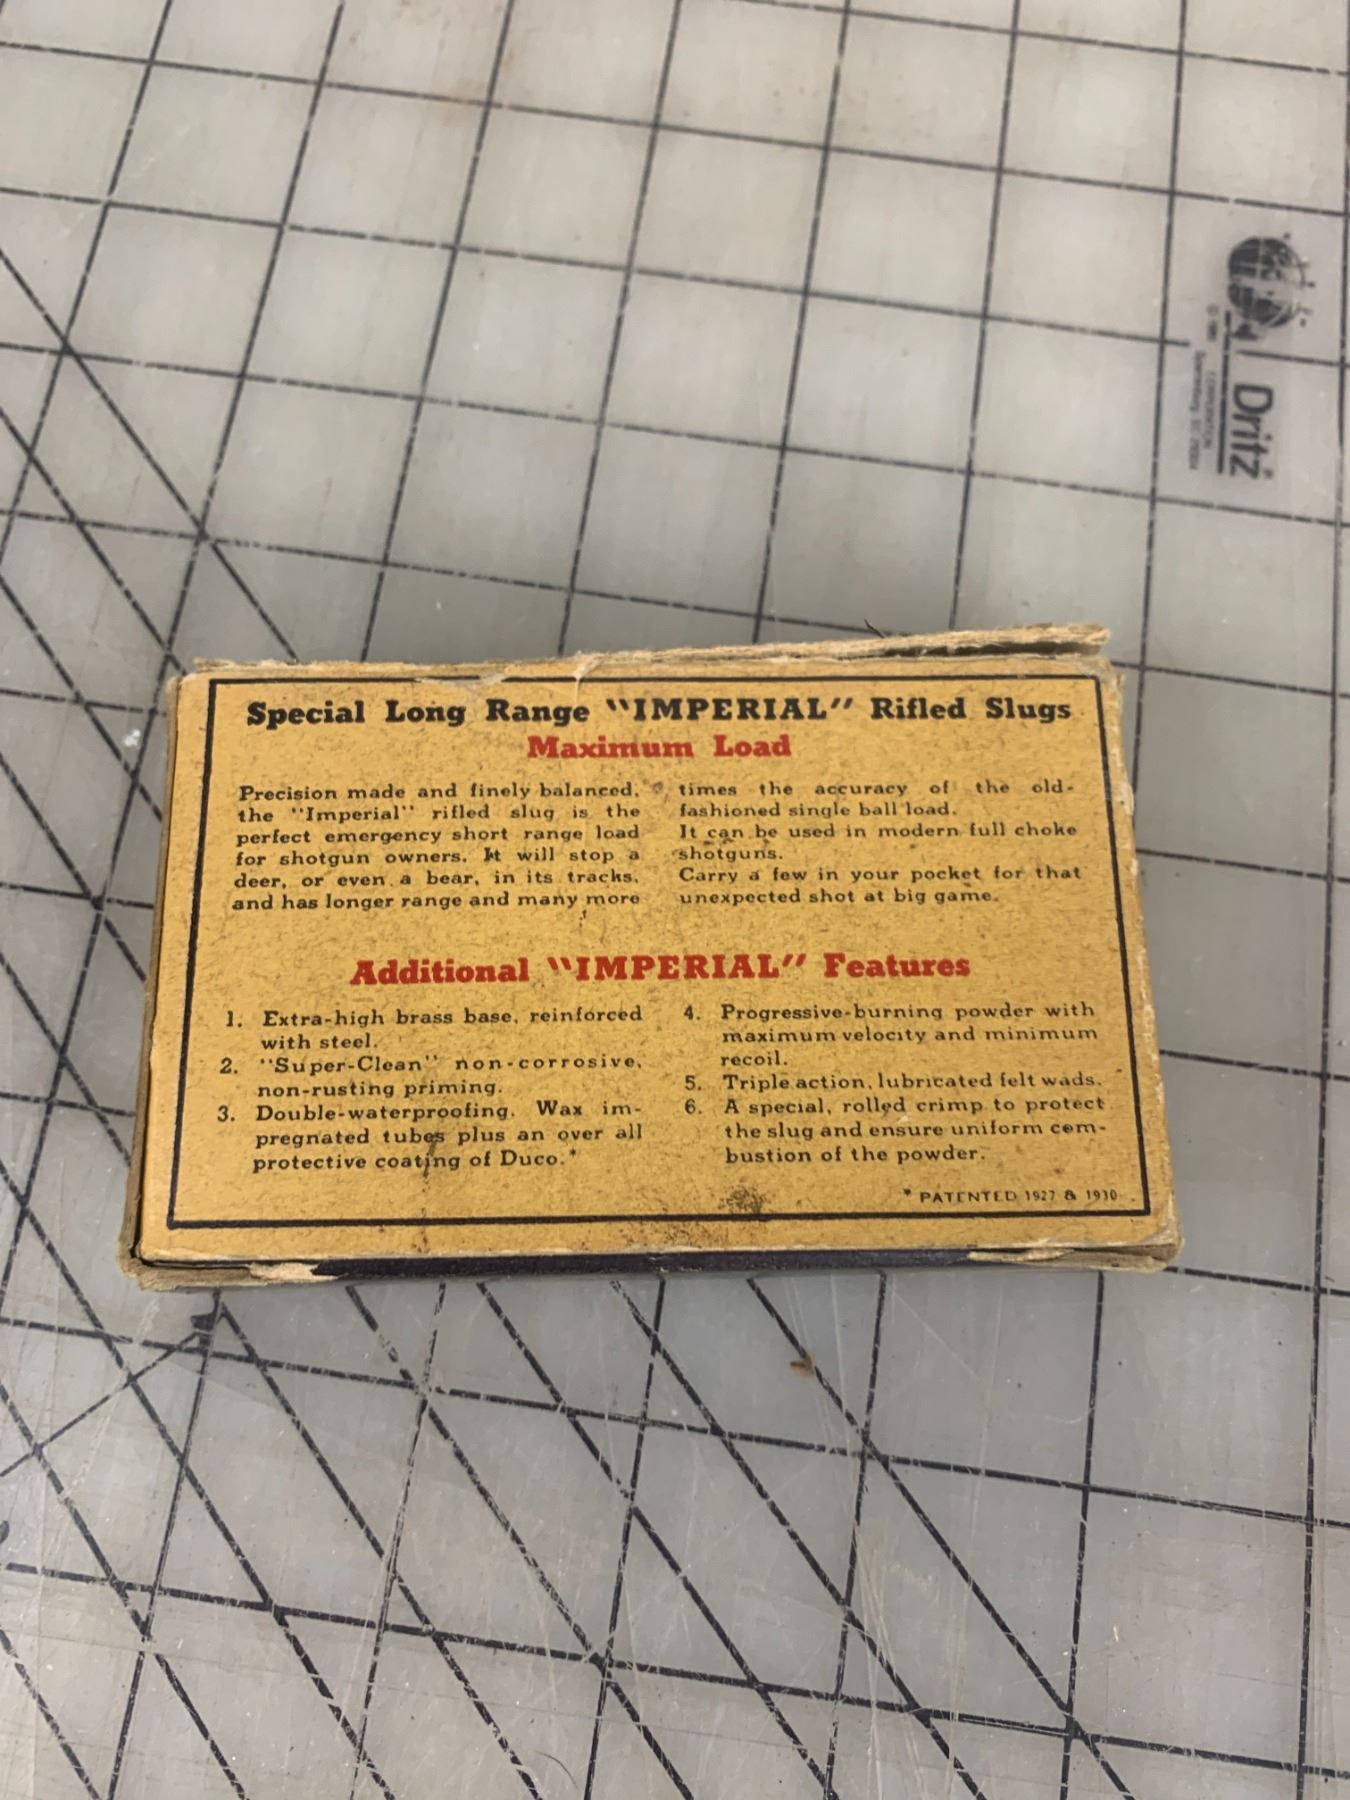 Dritz
CORPORATION
Special Long Range "IMPERIAL" Rifled Slugs
Maximum Load
Precision made and finely balanced,
the "Imperial" rifled slug is the
perfect emergency short range load
for shotgun owners. It will stop a
deer, or even a bear, in its tracks,
and has longer range and many more
times the accuracy of the old-
fashioned single ball load.
It can be used in modern full choke
shotguns.
Carry a few in your pocket for that
unexpected shot at big game.
Additional "IMPERIAL" Features
1. Extra-high brass base, reinforced
with steel.
2. "Super-Clean" non-corrosive,
non-rusting priming.
3. Double-waterproofing. Wax im-
pregnated tubes plus an over all
protective coating of Duco.*
4. Progressive-burning powder with
maximum velocity and minimum
recoil.
5. Triple action, lubricated felt wads.
6. A special, rolled crimp to protect
the slug and ensure uniform com-
bustion of the powder.
* PATENTED 1927 & 1930